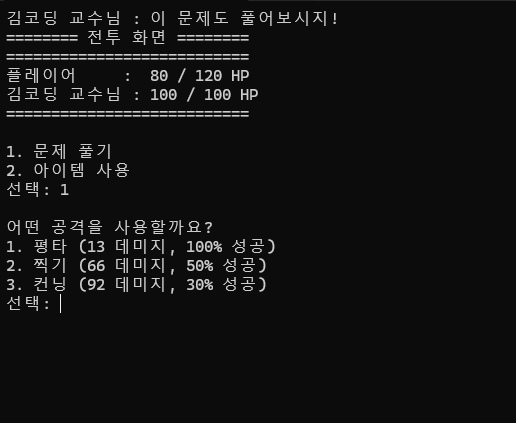 김코딩 교수님 : 이 문제도 풀어보시지!
======== 전투 화면 ========
===========================
플레이어     :  80 / 120 HP
김코딩 교수님 : 100 / 100 HP
===========================
1. 문제 풀기
2. 아이템 사용
선택: 1
어떤 공격을 사용할까요?
1. 평타 (13 데미지, 100% 성공)
2. 찍기 (66 데미지, 50% 성공)
3. 컨닝 (92 데미지, 30% 성공)
선택: